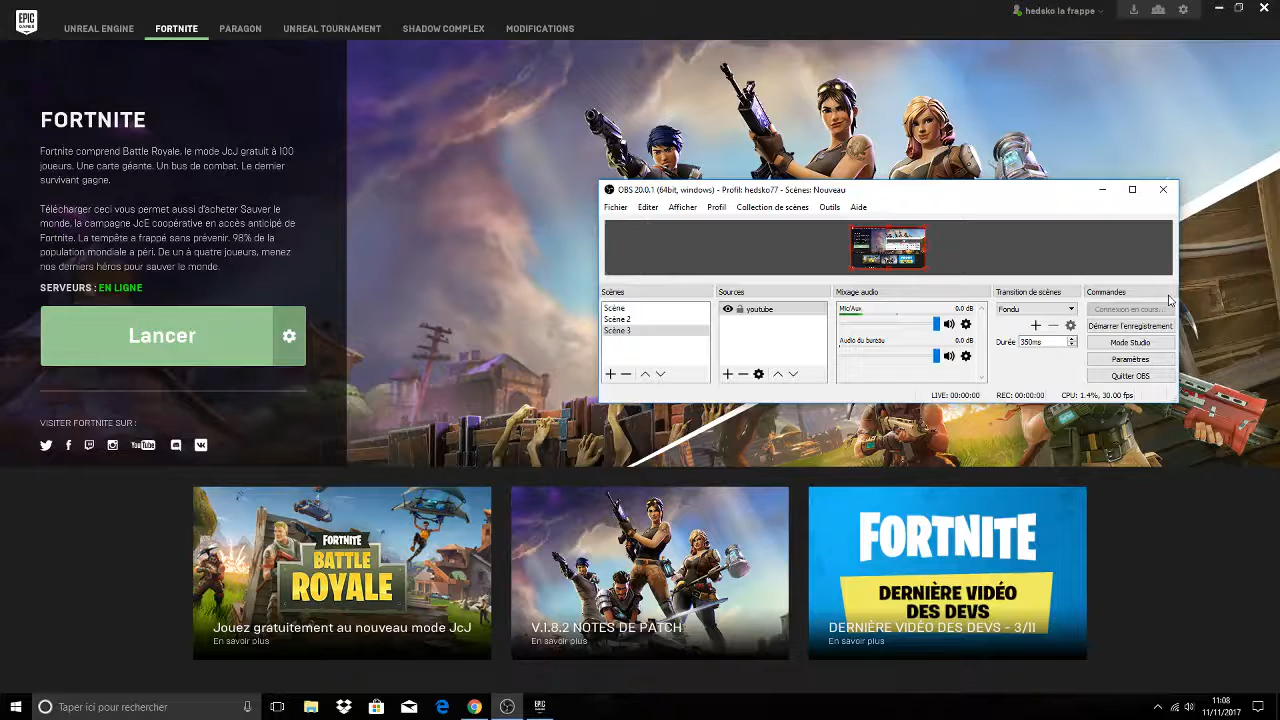 EPIC GAMES
hedsko la frappe
UNREAL ENGINE
FORTNITE
PARAGON
UNREAL TOURNAMENT
SHADOW COMPLEX
MODIFICATIONS
FORTNITE
Fortnite comprend Battle Royale, le mode JcJ gratuit à 100
joueurs. Une carte géante. Un bus de combat. Le dernier
survivant gagne.
Télécharger ceci vous permet aussi d'acheter Sauver le
monde, la campagne JcE coopérative en accès anticipé de
Fortnite. La tempête a frappé sans prévenir. 98% de la
population mondiale a péri. De un à quatre joueurs, menez
nos derniers héros pour sauver le monde.
SERVEURS : EN LIGNE
Lancer
VISITER FORTNITE SUR :
You Tube
OBS 20.0.1 (64bit, windows) - Profil: hedsko77 - Scènes: Nouveau
Fichier Editer Afficher Profil Collection de scènes Outils Aide
Scènes
Scène
Scène 2
Scène 3
Sources
youtube
Mixage audio
Mic/Aux 0.0 dB
Audio du bureau 0.0 dB
Transition de scènes
Fondu
Durée 350ms
Commandes
Connexion en cours...
Démarrer l'enregistrement
Mode Studio
Paramètres
Quitter OBS
LIVE: 00:00:00 REC: 00:00:00 CPU: 1.4%, 30.00 fps
FORTNITE
BATTLE
ROYALE
Jouez gratuitement au nouveau mode JcJ
En savoir plus
V.1.8.2 NOTES DE PATCH
En savoir plus
FORTNITE
DERNIÈRE VIDÉO
DES DEVS
DERNIÈRE VIDÉO DES DEVS - 3/11
En savoir plus
Taper ici pour rechercher
11:08
11/11/2017